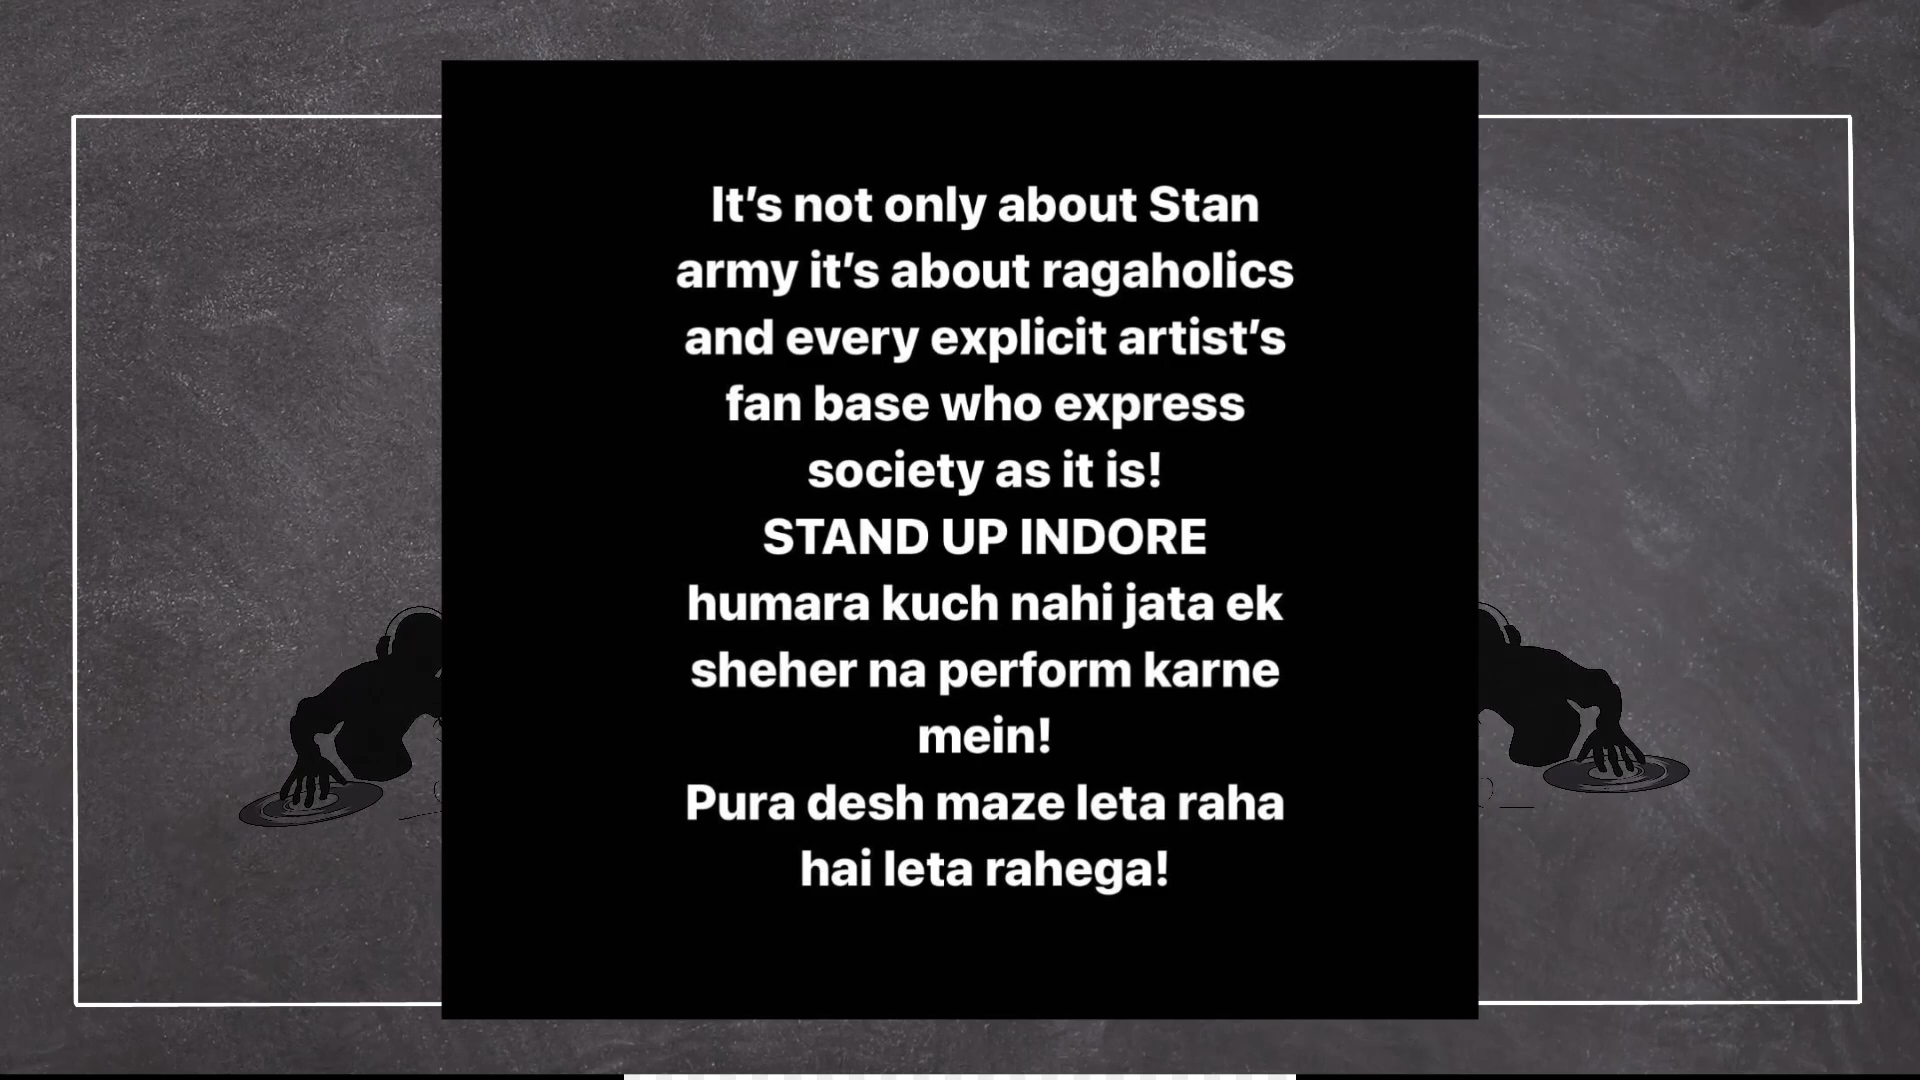 It’s not only about Stan
army it’s about ragaholics
and every explicit artist’s
fan base who express
society as it is!
STAND UP INDORE
humara kuch nahi jata ek
sheher na perform karne
mein!
Pura desh maze leta raha
hai leta rahega!